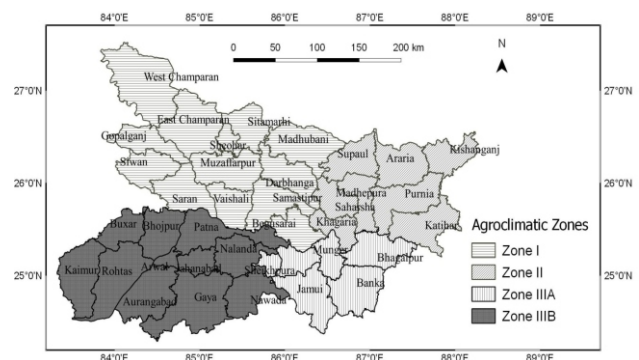 84°0'E 85°0'E 86°0'E 87°0'E 88°0'E 89°0'E
0 50 100 150 200 km
N
27°0'N
27°0'N
West Champaran
East Champaran
Sitamarhi
Gopalganj
Sheohar
Madhubani
Supaul
Araria
Kishanganj
Siwan
Muzaffarpur
26°0'N
26°0'N
Darbhanga
Saran
Vaishali
Samastipur
Madhepura
Saharsha
Purnia
Buxar
Bhojpur
Patna
Begusarai
Khagaria
Katihar
Agroclimatic Zones
Zone I
Zone II
Zone IIIA
Zone IIIB
Nalanda
Munger
Bhagalpur
25°0'N
25°0'N
Kaimur
Rohtas
Arwal
Jahanabad
Sheikhpura
Jamui
Banka
Aurangabad
Gaya
Nawada
84°0'E 85°0'E 86°0'E 87°0'E 88°0'E 89°0'E